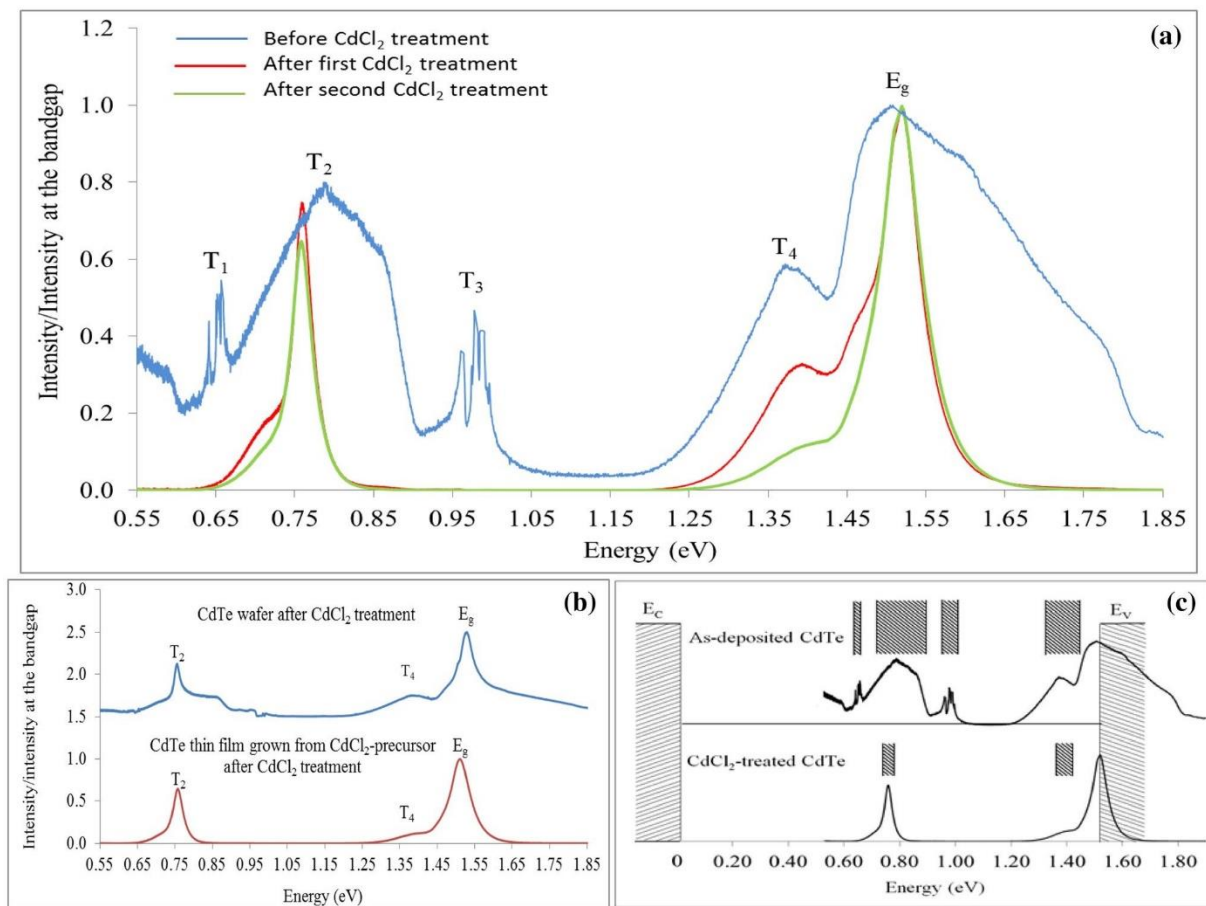 (a)
Before CdCl₂ treatment
After first CdCl₂ treatment
After second CdCl₂ treatment
Intensity/Intensity at the bandgap
1.2
1.0
0.8
0.6
0.4
0.2
0.0
T₁
T₂
T₃
T₄
E_g
0.55 0.65 0.75 0.85 0.95 1.05 1.15 1.25 1.35 1.45 1.55 1.65 1.75 1.85
Energy (eV)
(b)
Intensity/intensity at the bandgap
3.0
2.5
2.0
1.5
1.0
0.5
0.0
CdTe wafer after CdCl₂ treatment
T₂
T₄
E_g
CdTe thin film grown from CdCl₂-precursor
after CdCl₂ treatment
T₂
T₄
E_g
0.55 0.65 0.75 0.85 0.95 1.05 1.15 1.25 1.35 1.45 1.55 1.65 1.75 1.85
Energy (eV)
(c)
E_C
As-deposited CdTe
E_V
CdCl₂-treated CdTe
0 0.20 0.40 0.60 0.80 1.00 1.20 1.40 1.60 1.80
Energy (eV)